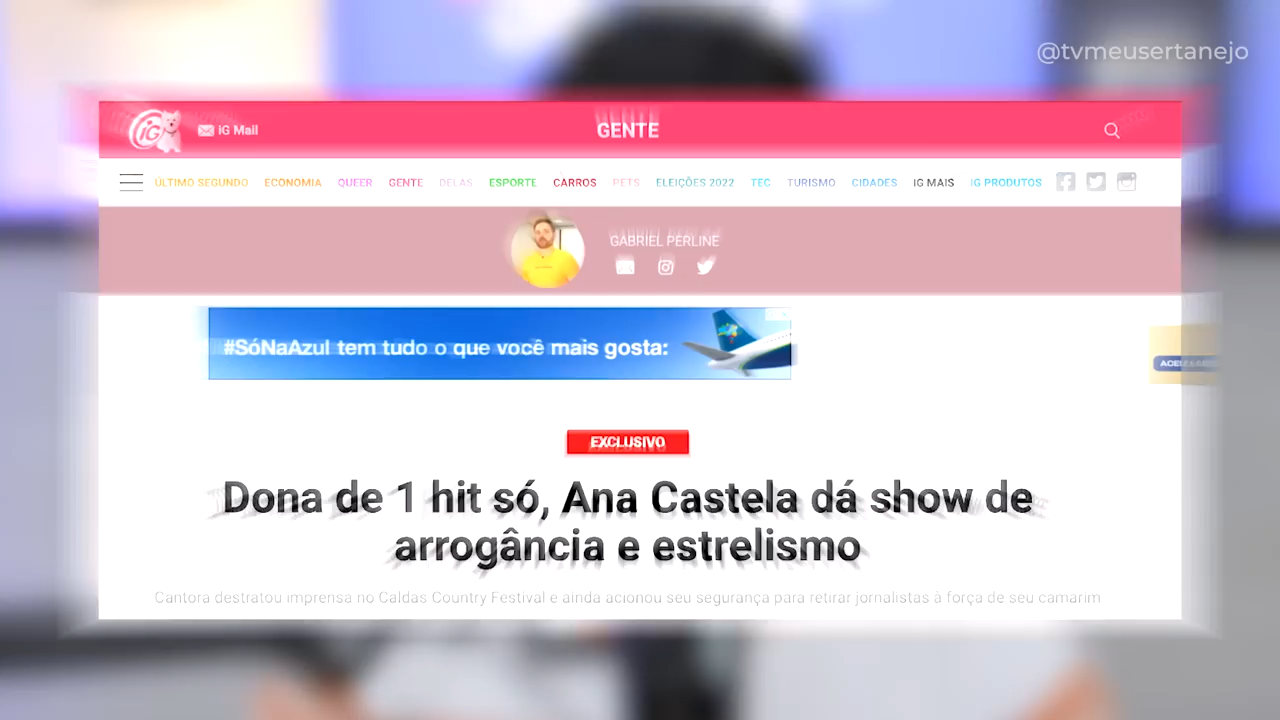 @tvmeusertanejo
iG
iG Mail
GENTE
ÚLTIMO SEGUNDO ECONOMIA QUEER GENTE DELAS ESPORTE CARROS PETS ELEIÇÕES 2022 TEC TURISMO CIDADES IG MAIS IG PRODUTOS
GABRIEL PERLINE
#SóNaAzul tem tudo o que você mais gosta:
EXCLUSIVO
Dona de 1 hit só, Ana Castela dá show de
arrogância e estrelismo
Cantora destratou imprensa no Caldas Country Festival e ainda acionou seu segurança para retirar jornalistas à força de seu camarim